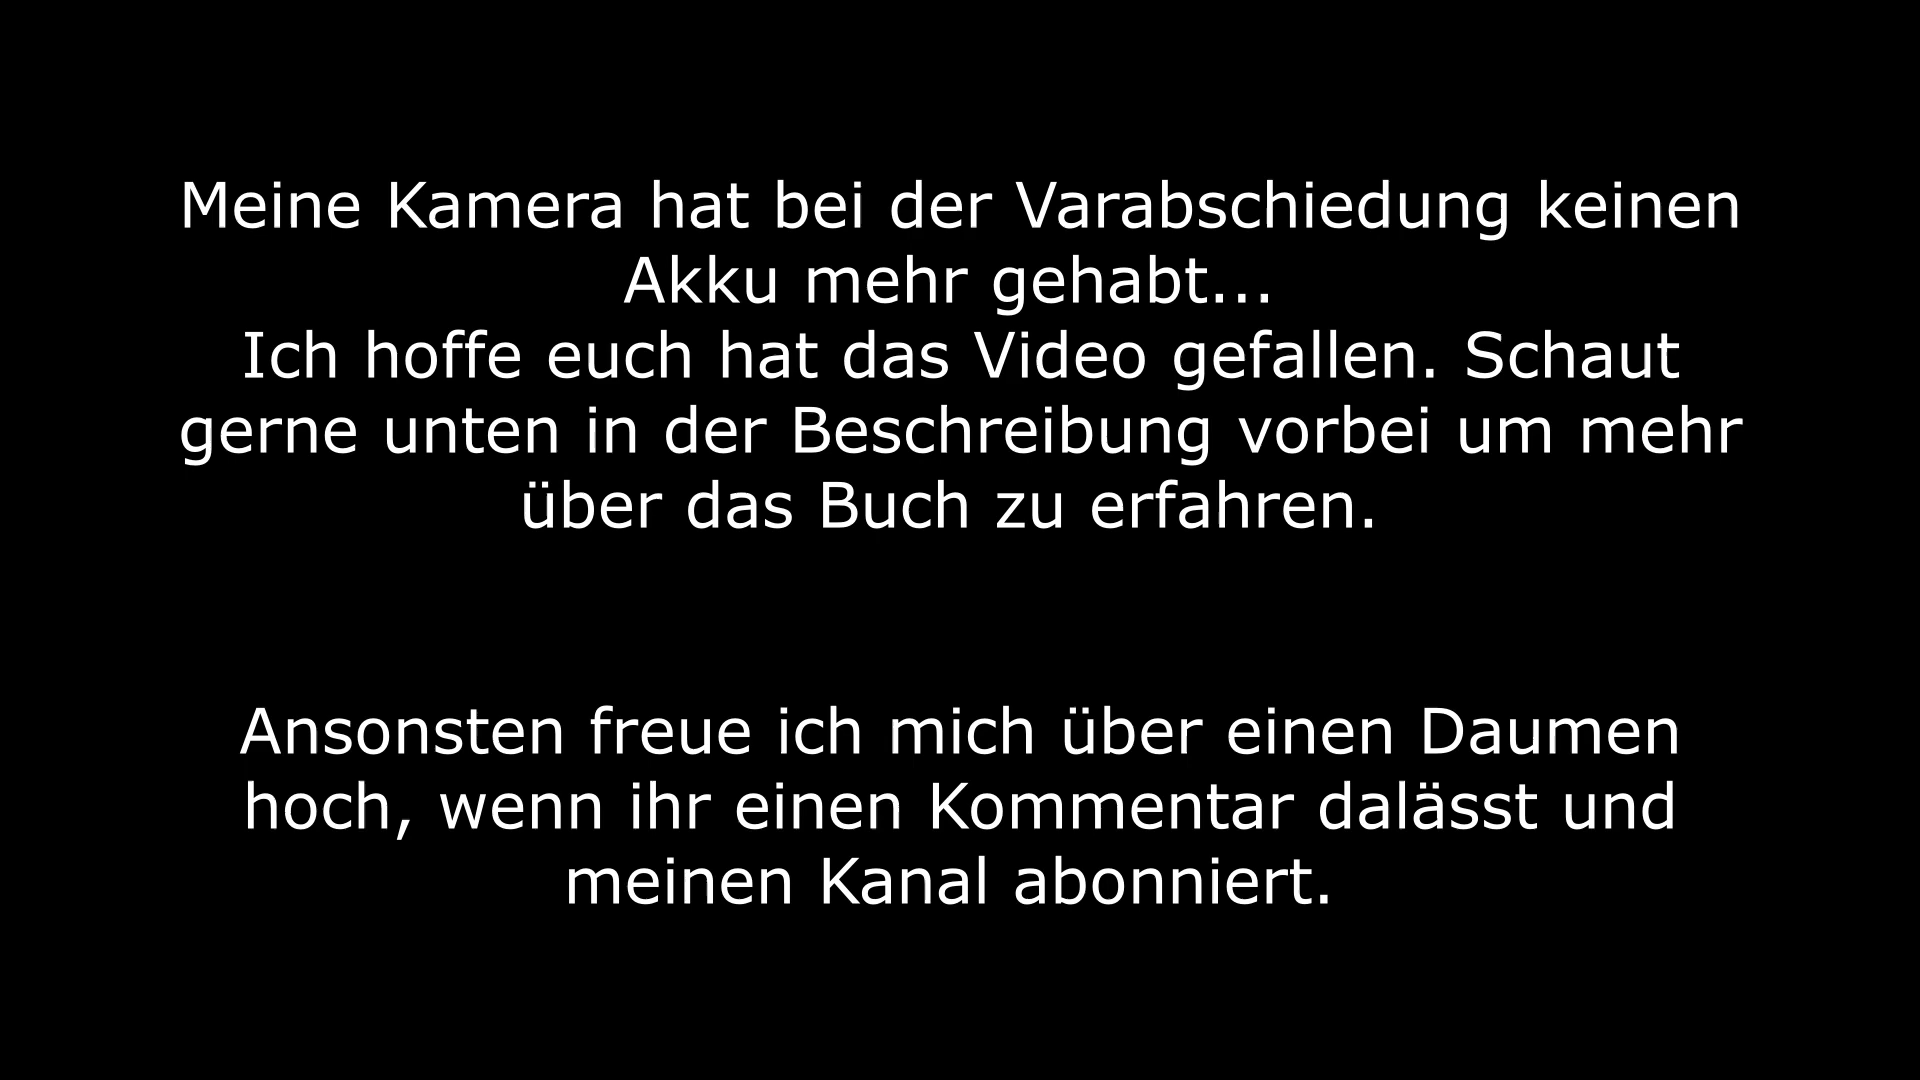 Meine Kamera hat bei der Varabschiedung keinen
Akku mehr gehabt...
Ich hoffe euch hat das Video gefallen. Schaut
gerne unten in der Beschreibung vorbei um mehr
über das Buch zu erfahren.
Ansonsten freue ich mich über einen Daumen
hoch, wenn ihr einen Kommentar dalässt und
meinen Kanal abonniert.